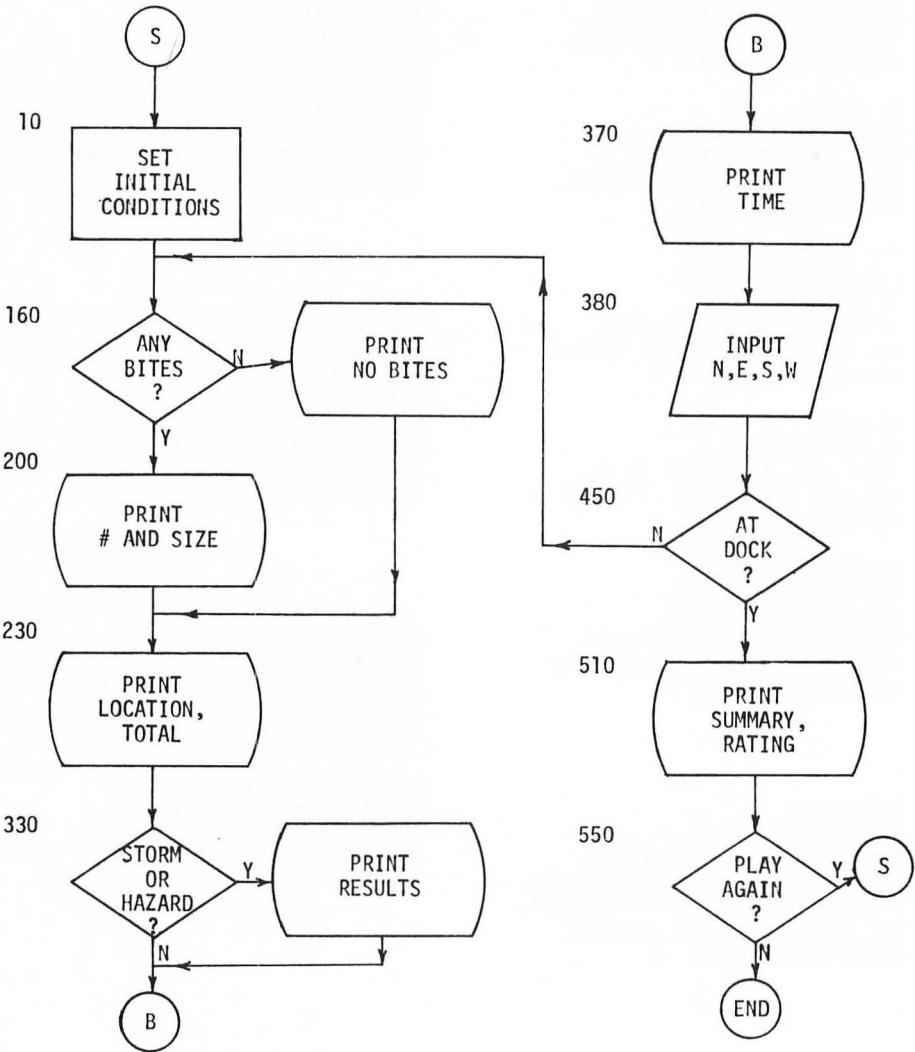 S
10
SET
INITIAL
CONDITIONS
160
ANY
BITES
?
N
PRINT
NO BITES
Y
200
PRINT
# AND SIZE
230
PRINT
LOCATION,
TOTAL
330
STORM
OR
HAZARD
?
Y
PRINT
RESULTS
N
B
B
370
PRINT
TIME
380
INPUT
N,E,S,W
450
AT
DOCK
?
N
Y
510
PRINT
SUMMARY,
RATING
550
PLAY
AGAIN
?
Y
S
N
END